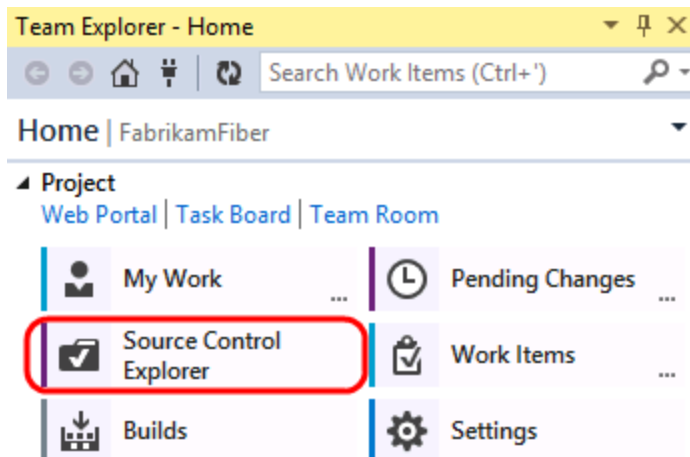 Team Explorer - Home
Search Work Items (Ctrl+')
Home | FabrikamFiber
Project
Web Portal | Task Board | Team Room
My Work ...
Pending Changes ...
Source Control
Explorer
Work Items ...
Builds
Settings